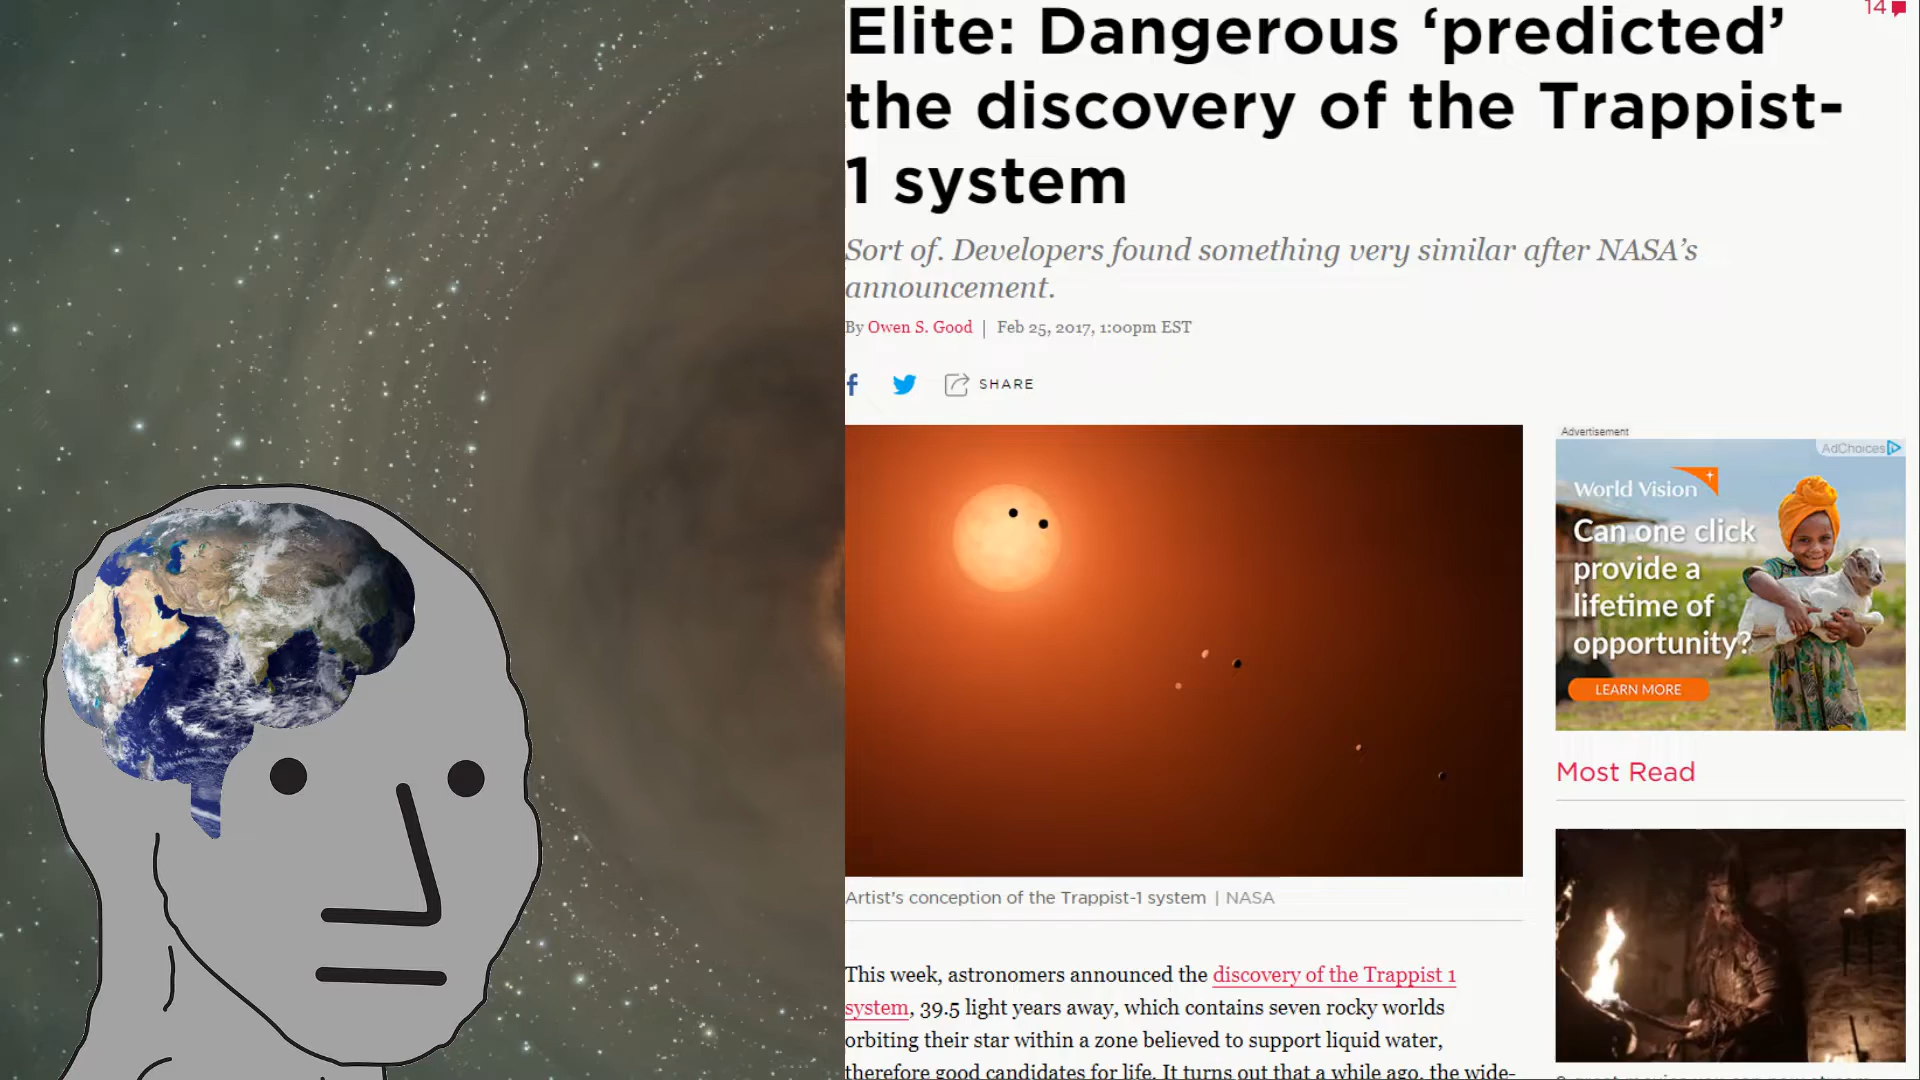 14
Elite: Dangerous ‘predicted’
the discovery of the Trappist-
1 system
Sort of. Developers found something very similar after NASA’s
announcement.
By Owen S. Good | Feb 25, 2017, 1:00pm EST
SHARE
Artist's conception of the Trappist-1 system | NASA
This week, astronomers announced the discovery of the Trappist 1
system, 39.5 light years away, which contains seven rocky worlds
orbiting their star within a zone believed to support liquid water,
therefore good candidates for life. It turns out that a while ago, the wide-
Advertisement
AdChoices
World Vision
Can one click
provide a
lifetime of
opportunity?
LEARN MORE
Most Read